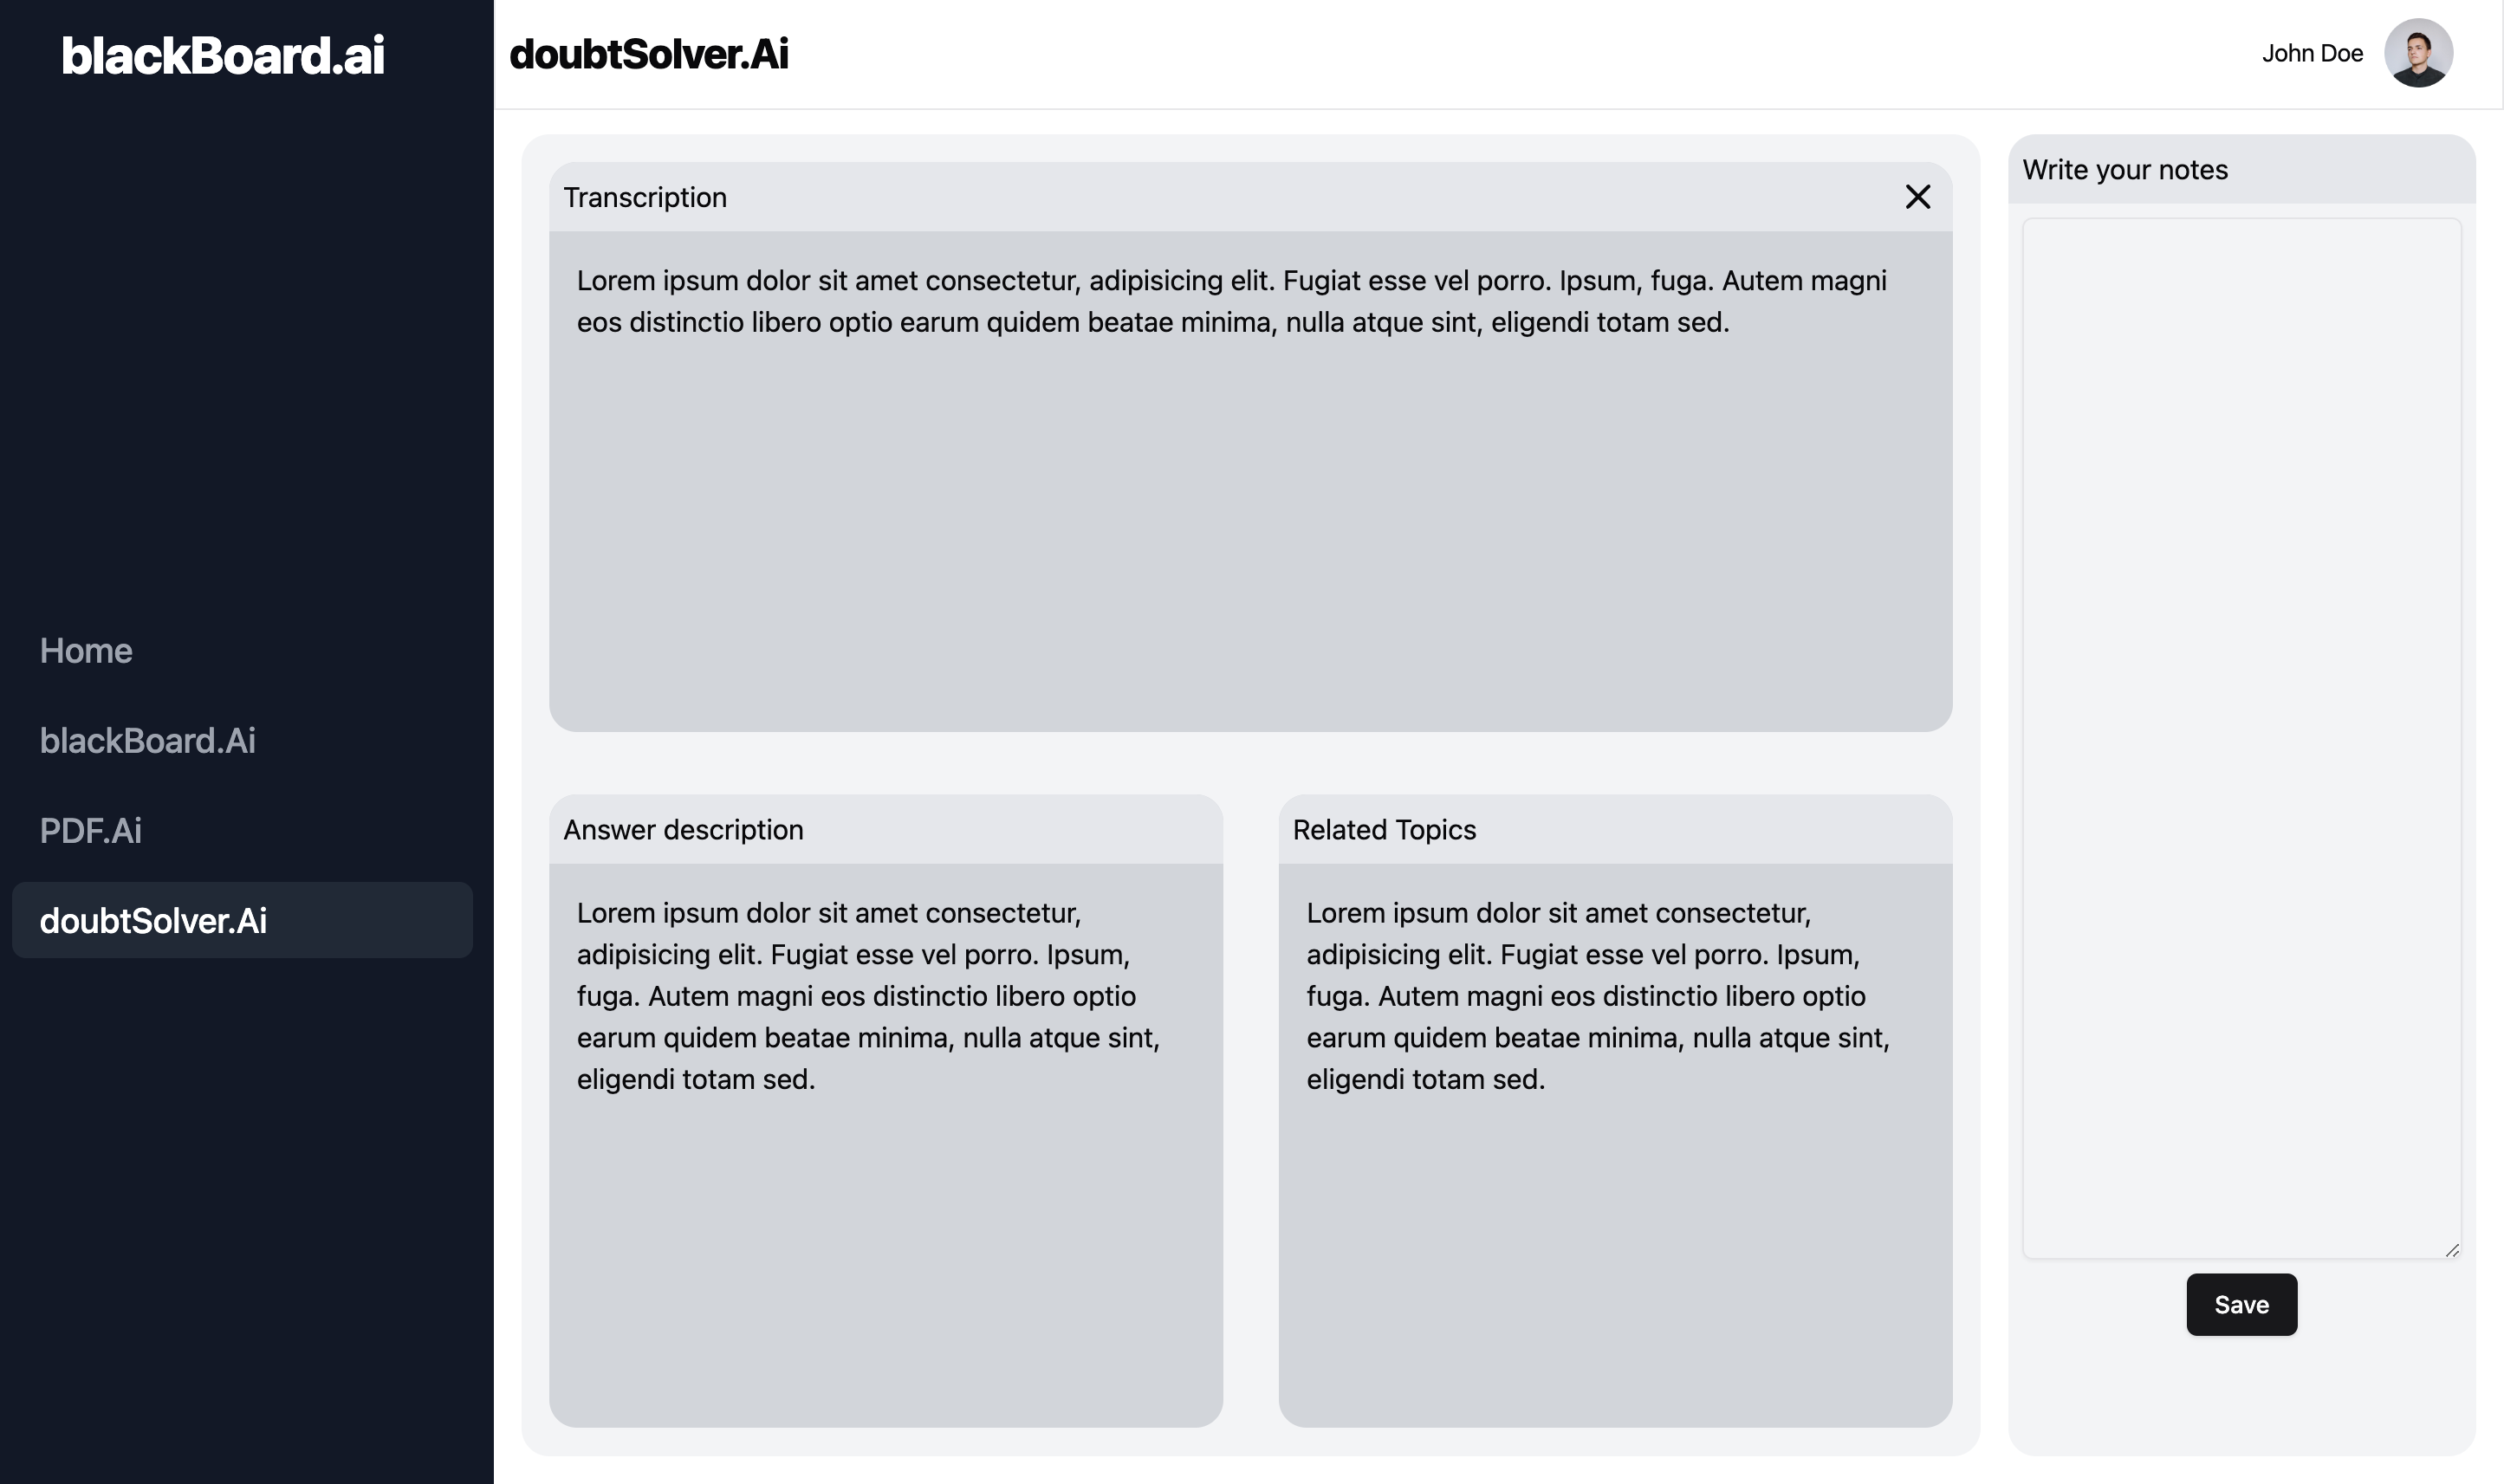 blackBoard.ai
Home
blackBoard.Ai
PDF.Ai
doubtSolver.Ai
doubtSolver.Ai
John Doe
Transcription
Lorem ipsum dolor sit amet consectetur, adipisicing elit. Fugiat esse vel porro. Ipsum, fuga. Autem magni
eos distinctio libero optio earum quidem beatae minima, nulla atque sint, eligendi totam sed.
Answer description
Lorem ipsum dolor sit amet consectetur,
adipisicing elit. Fugiat esse vel porro. Ipsum,
fuga. Autem magni eos distinctio libero optio
earum quidem beatae minima, nulla atque sint,
eligendi totam sed.
Related Topics
Lorem ipsum dolor sit amet consectetur,
adipisicing elit. Fugiat esse vel porro. Ipsum,
fuga. Autem magni eos distinctio libero optio
earum quidem beatae minima, nulla atque sint,
eligendi totam sed.
Write your notes
Save